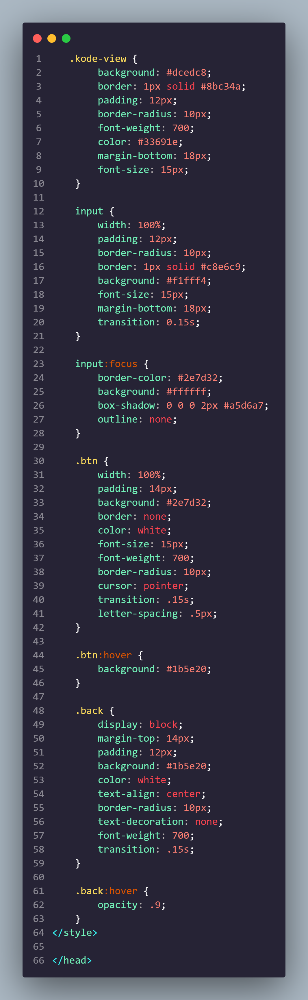 1    .kode-view {
2        background: #dcedc8;
3        border: 1px solid #8bc34a;
4        padding: 12px;
5        border-radius: 10px;
6        font-weight: 700;
7        color: #33691e;
8        margin-bottom: 18px;
9        font-size: 15px;
10    }
11
12    input {
13        width: 100%;
14        padding: 12px;
15        border-radius: 10px;
16        border: 1px solid #c8e6c9;
17        background: #f1fff4;
18        font-size: 15px;
19        margin-bottom: 18px;
20        transition: 0.15s;
21    }
22
23    input:focus {
24        border-color: #2e7d32;
25        background: #ffffff;
26        box-shadow: 0 0 0 2px #a5d6a7;
27        outline: none;
28    }
29
30    .btn {
31        width: 100%;
32        padding: 14px;
33        background: #2e7d32;
34        border: none;
35        color: white;
36        font-size: 15px;
37        font-weight: 700;
38        border-radius: 10px;
39        cursor: pointer;
40        transition: .15s;
41        letter-spacing: .5px;
42    }
43
44    .btn:hover {
45        background: #1b5e20;
46    }
47
48    .back {
49        display: block;
50        margin-top: 14px;
51        padding: 12px;
52        background: #1b5e20;
53        color: white;
54        text-align: center;
55        border-radius: 10px;
56        text-decoration: none;
57        font-weight: 700;
58        transition: .15s;
59    }
60
61    .back:hover {
62        opacity: .9;
63    }
64 </style>
65
66 </head>